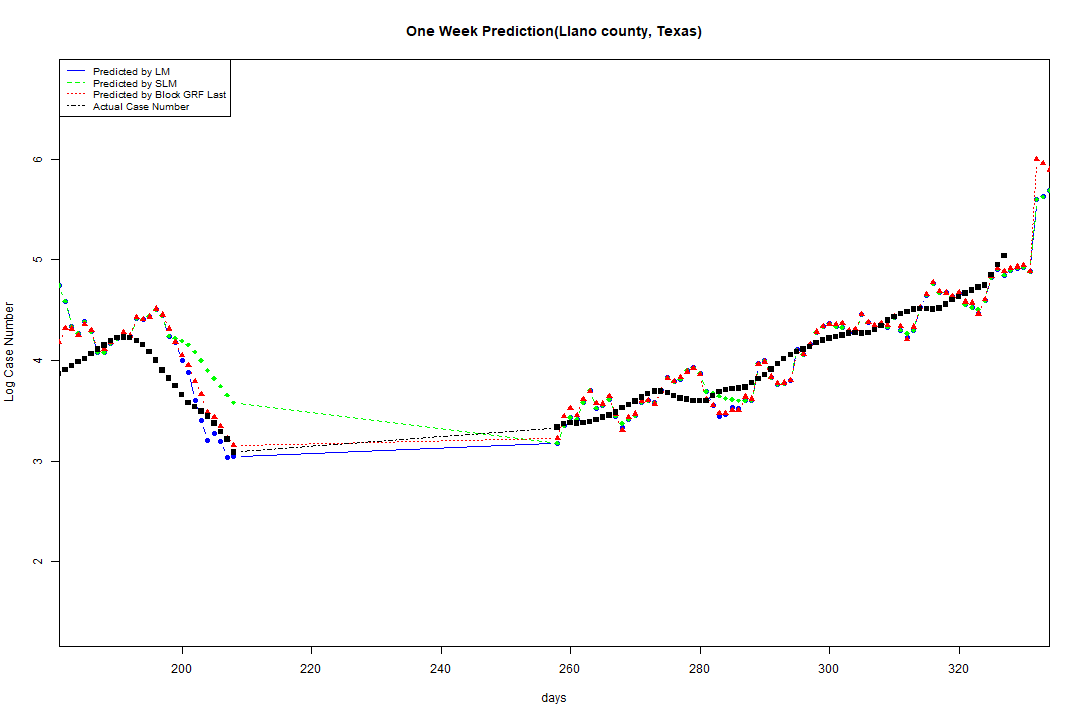 One Week Prediction(Llano county, Texas)
Predicted by LM
Predicted by SLM
Predicted by Block GRF Last
Actual Case Number
Log Case Number
6
5
4
3
2
200 220 240 260 280 300 320
days